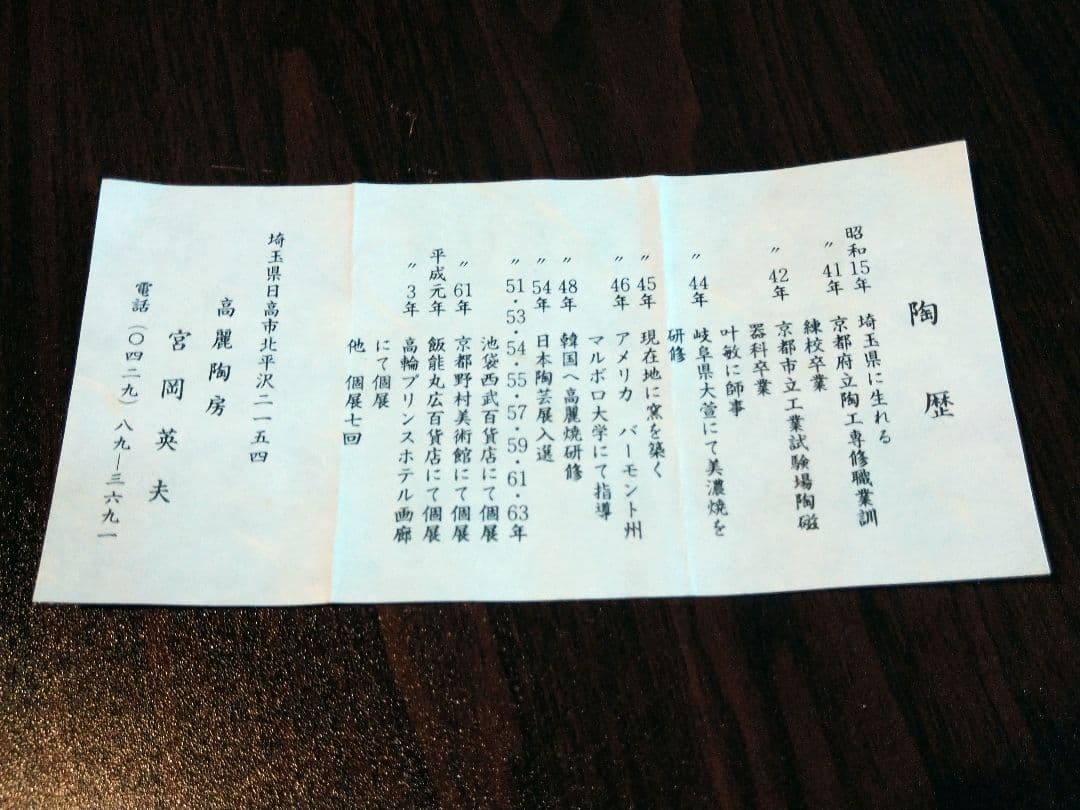 陶歴
昭和15年 埼玉県に生れる
〃41年 京都府立陶工専修職業訓
練校卒業
〃42年 京都市立工業試験場陶磁
器科卒業
叶敏に師事
〃44年 岐阜県大萱にて美濃焼を
研修
〃45年 現在地に窯を築く
〃46年 アメリカ バーモント州
マルボロ大学にて指導
〃48年 韓国へ高麗焼研修
〃54年 日本陶芸展入選
〃51・53・54・55・57・59・61・63年
池袋西武百貨店にて個展
〃61年 京都野村美術館にて個展
平成元年 飯能丸広百貨店にて個展
〃3年 高輪プリンスホテル画廊
にて個展
他 個展七回
埼玉県日高市北平沢二一五四
高麗陶房
宮岡英夫
電話(〇四二九)八九―三六九一